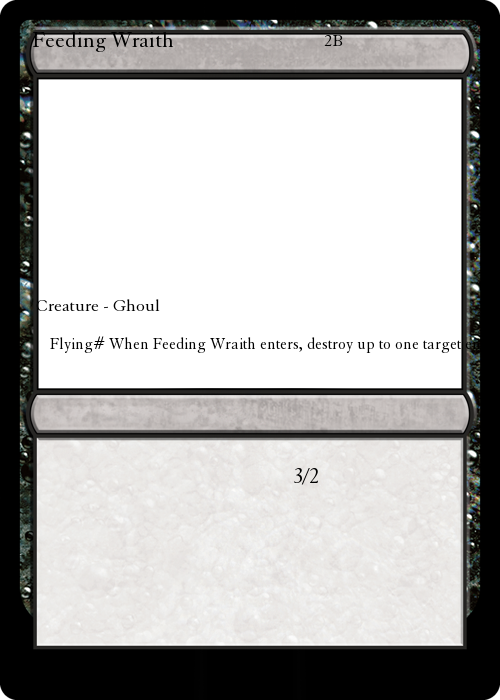 Feeding Wraith 2B
Creature - Ghoul
Flying# When Feeding Wraith enters, destroy up to one target
3/2